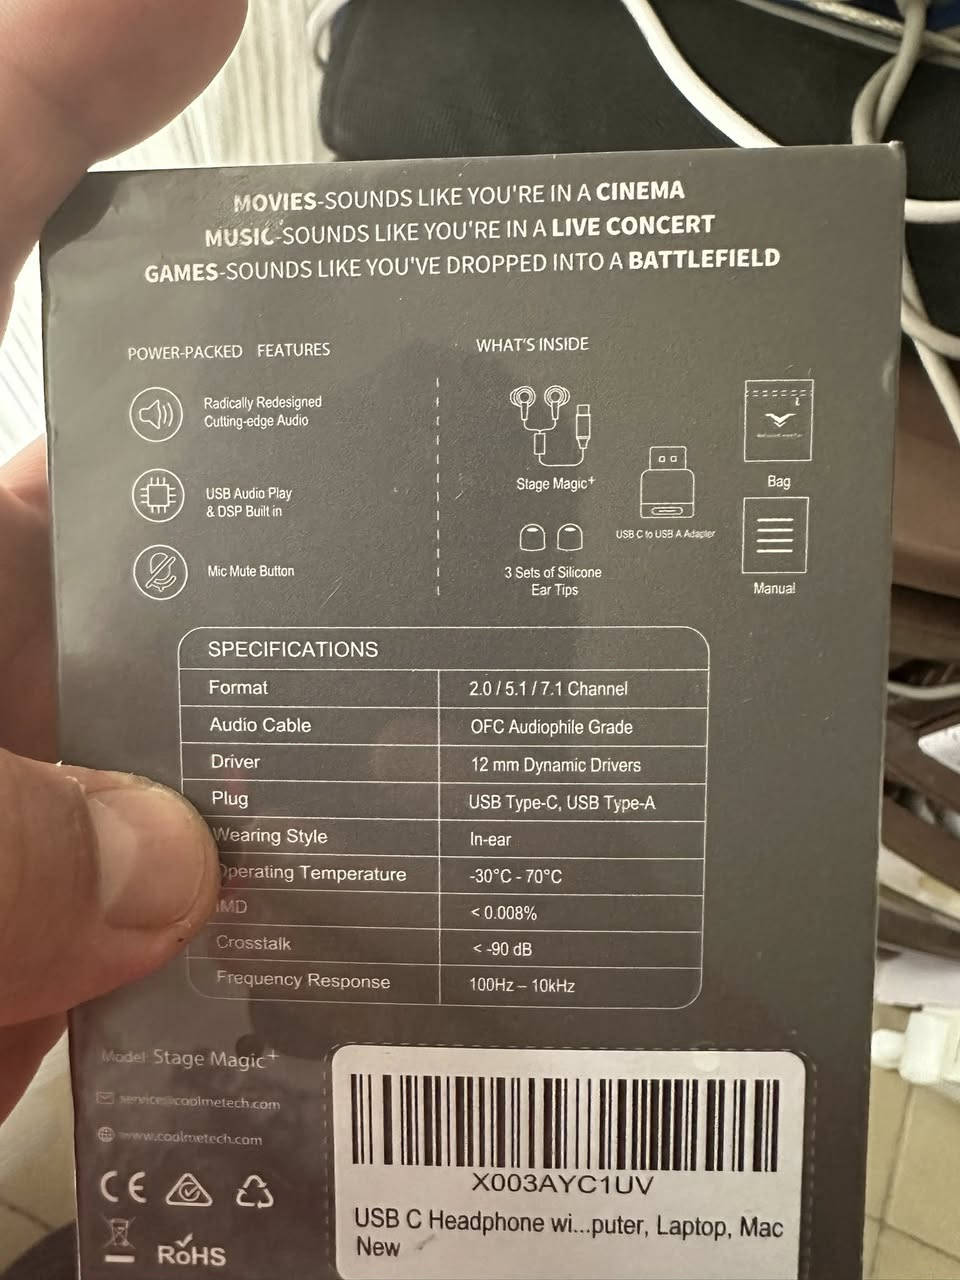 MOVIES-SOUNDS LIKE YOU'RE IN A CINEMA
MUSIC-SOUNDS LIKE YOU'RE IN A LIVE CONCERT
GAMES-SOUNDS LIKE YOU'VE DROPPED INTO A BATTLEFIELD
POWER-PACKED FEATURES
Radically Redesigned
Cutting-edge Audio
USB Audio Play
& DSP Built in
Mic Mute Button
WHAT'S INSIDE
Stage Magic+
USB C to USB A Adapter
Bag
3 Sets of Silicone
Ear Tips
Manual
SPECIFICATIONS
Format 2.0 / 5.1 / 7.1 Channel
Audio Cable OFC Audiophile Grade
Driver 12 mm Dynamic Drivers
Plug USB Type-C, USB Type-A
Wearing Style In-ear
Operating Temperature -30°C - 70°C
IMD < 0.008%
Crosstalk < -90 dB
Frequency Response 100Hz – 10kHz
Model: Stage Magic+
service@coolmetech.com
www.coolmetech.com
CE
RoHS
X003AYC1UV
USB C Headphone wi...puter, Laptop, Mac
New